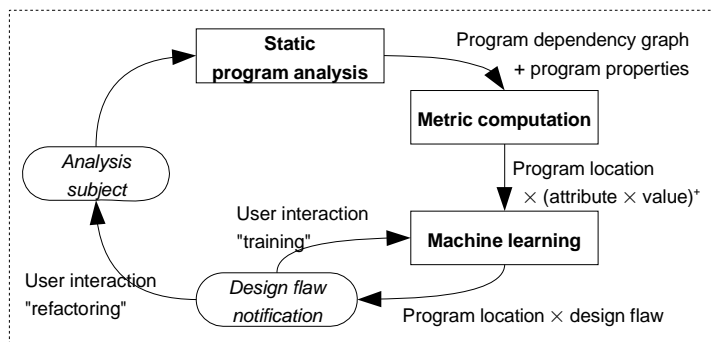 Static
program analysis
Program dependency graph
+ program properties
Metric computation
Analysis
subject
Program location
× (attribute × value)⁺
User interaction
"training"
Machine learning
User interaction
"refactoring"
Design flaw
notification
Program location × design flaw